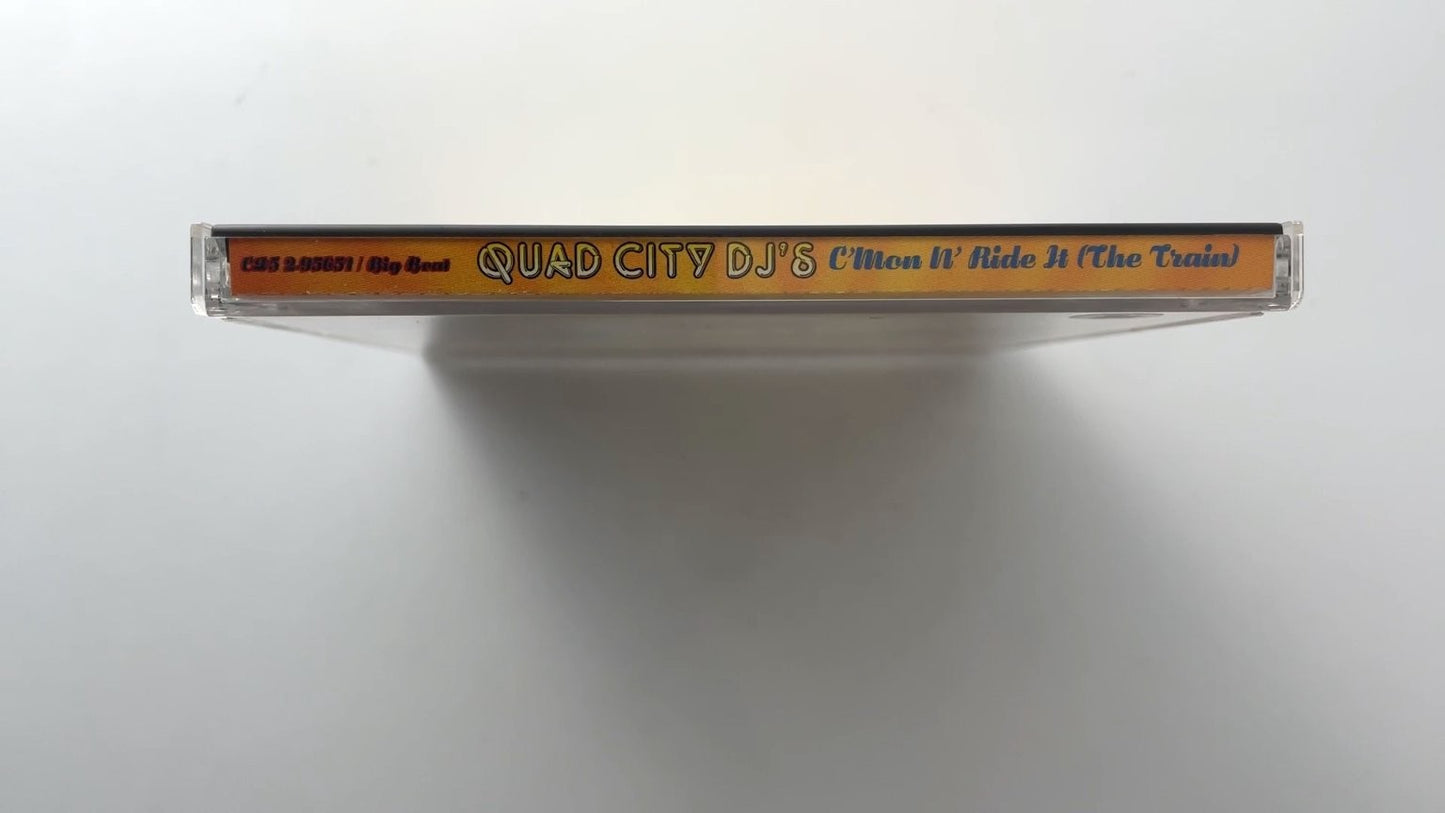 CD5 2-95651 / Big Beat QUAD CITY DJ'S C'Mon N' Ride It (The Train)